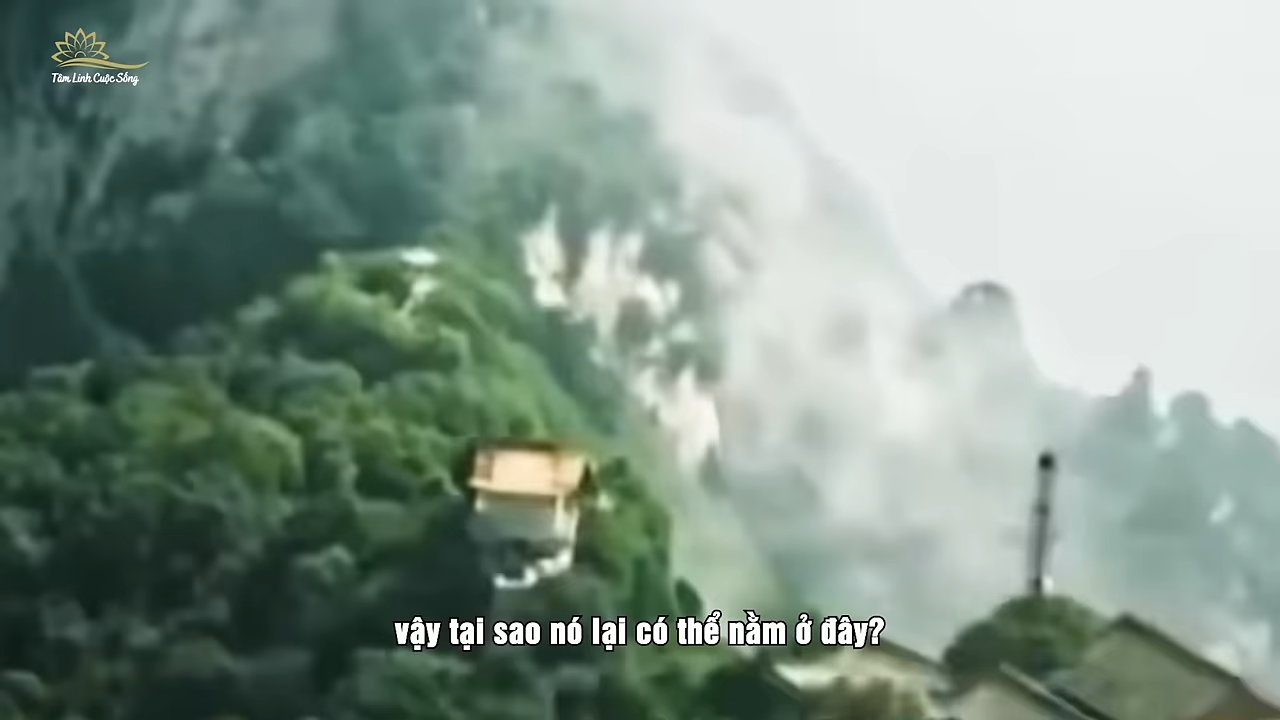 Tâm Linh Cuộc Sống
vậy tại sao nó lại có thể nằm ở đây?